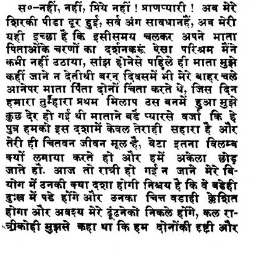 स०—नहीं, नहीं, प्रिये नहीं ! प्राणप्यारी ! अब मेरे
शिरकी पीडा दूर हुई, सर्व अंग सावधानहैं, अब मेरी
यही इच्छा है कि इसीसमय चलकर अपने माता
पिताओंके चरणों का दर्शनकरूं ऐसा परिश्रम मैंने
कभी नहीं उठाया, सांझ होनेसे पहिले ही माता मुझे
कहीं जाने न देतीथी वरन् दिवसमें भी मेरे बाहर चले
आनेपर माता पिता दोनों चिंता करते थे, जिस दिन
हमारा तुम्हारा प्रथम मिलाप उस बनमें हुआ मुझे
कुछ देर हो गई थी माताने बडे प्यारसे कहा कि हे
पुत्र हमको इस दशामें केवल तेराही सहारा है और
तेरी ही चितवन जीवन मूल है, बेटा इतना विलम्ब
क्यों लगाया करते हो और हमें अकेला छोड़
जाते हो. आज तो रात्री हो गई न जाने मेरे वि-
योग में उनकी क्या दशा होगी निश्चय है कि वे बडेही
दुःख में पडे होंगे और उनका चित्त बडाही क्लेशित
होगा और अवश्य मेरे ढूंढनेको निकले होंगे, कल रा-
त्रीकोही मुझसे कहा था कि हम दोनोंकी दृष्टी और